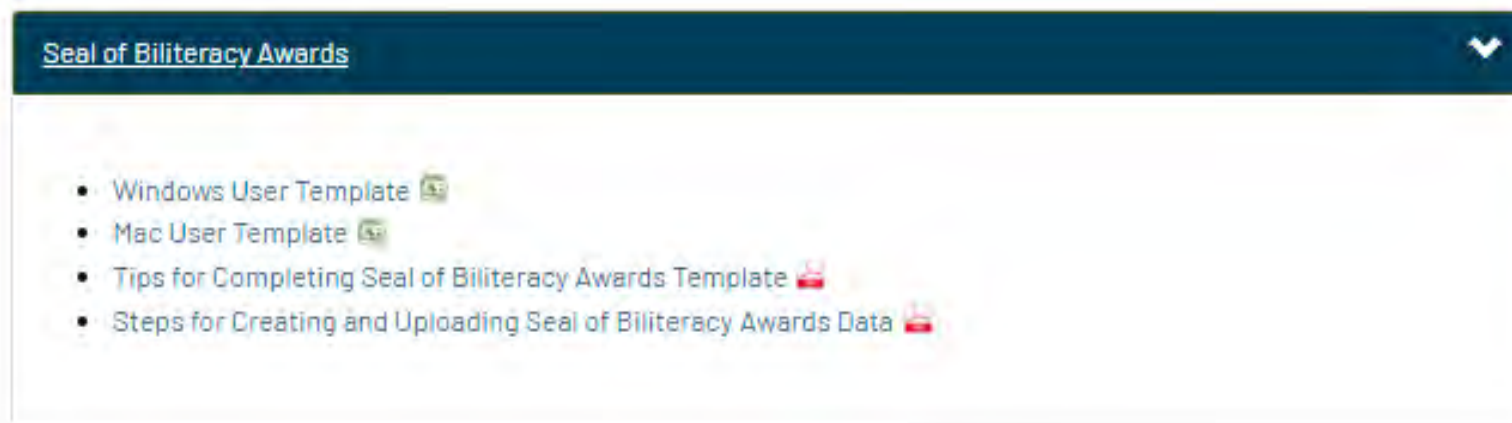 Seal of Biliteracy Awards
Windows User Template
Mac User Template
Tips for Completing Seal of Biliteracy Awards Template
Steps for Creating and Uploading Seal of Biliteracy Awards Data